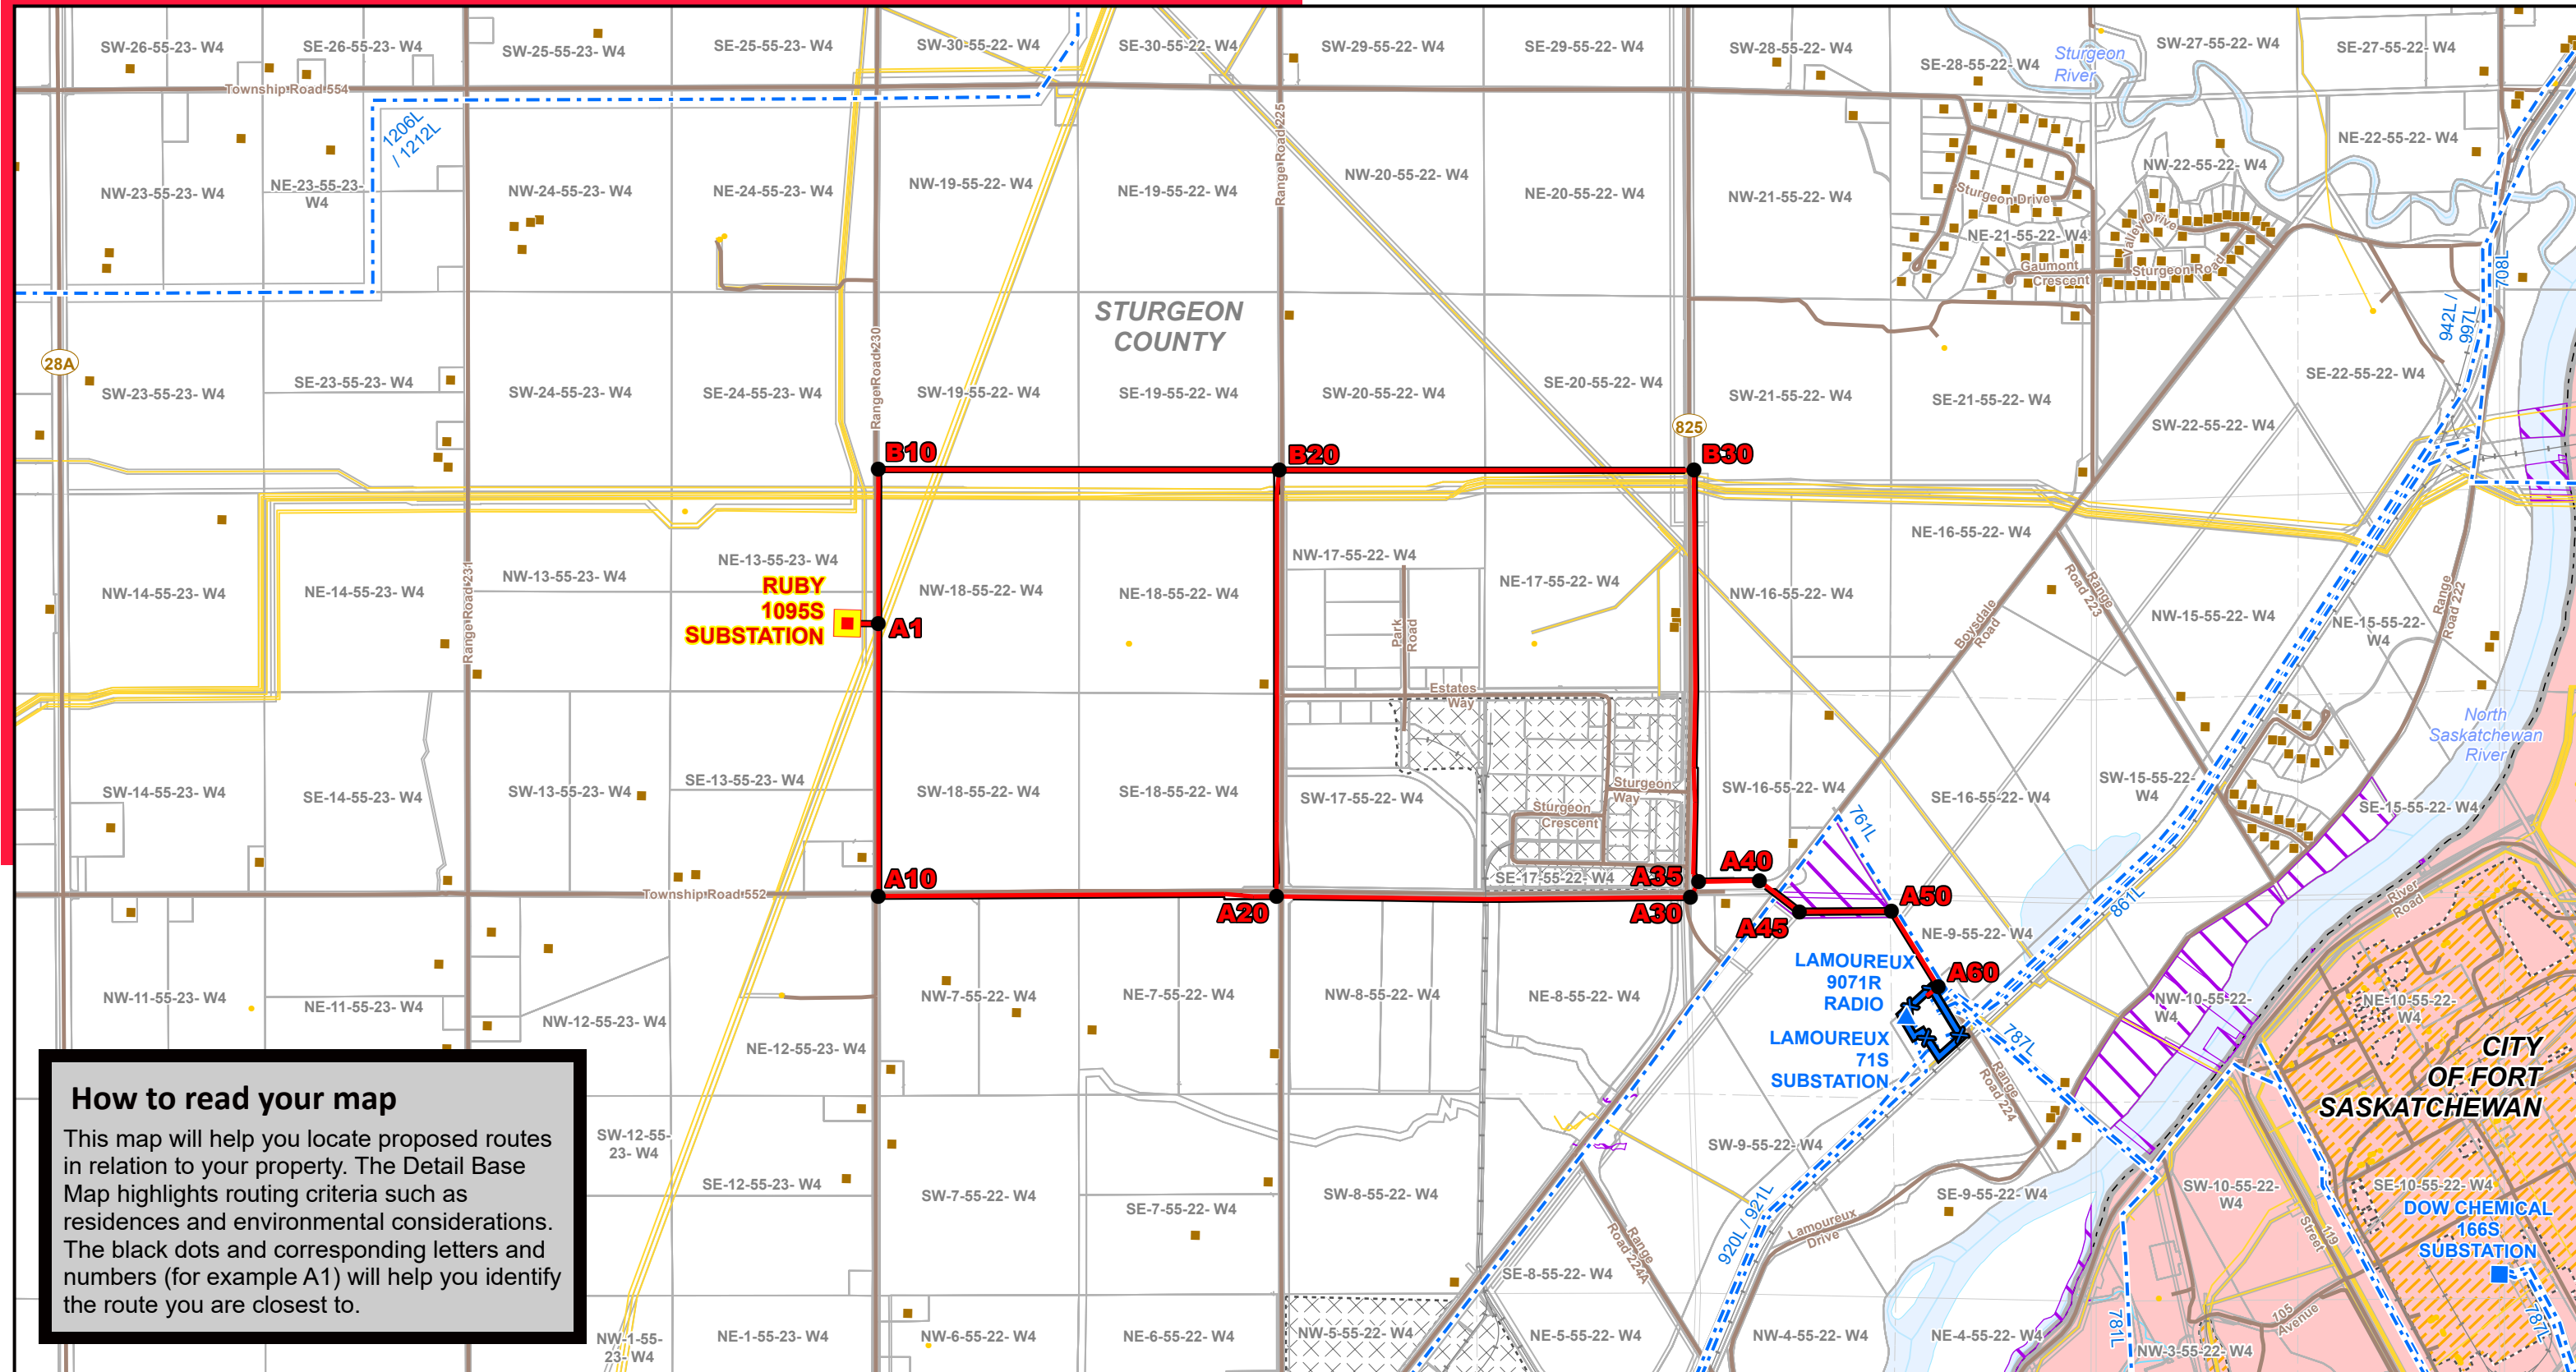 SW-26-55-23- W4
SE-26-55-23- W4
SW-25-55-23- W4
SE-25-55-23- W4
SW-30-55-22- W4
SE-30-55-22- W4
SW-29-55-22- W4
SE-29-55-22- W4
SW-28-55-22- W4
SE-28-55-22- W4
Sturgeon
River
SW-27-55-22- W4
SE-27-55-22- W4
Township Road 554
1206L
/ 1212L
Range Road 225
NW-23-55-23- W4
NE-23-55-23-
W4
NW-24-55-23- W4
NE-24-55-23- W4
NW-19-55-22- W4
NE-19-55-22- W4
NW-20-55-22- W4
NE-20-55-22- W4
NW-21-55-22- W4
NE-21-55-22- W4
NW-22-55-22- W4
NE-22-55-22- W4
Sturgeon Drive
Valley Drive
Gaumont
Crescent
Sturgeon Road
708L
942L /
997L
STURGEON
COUNTY
28A
Range Road 230
SW-23-55-23- W4
SE-23-55-23- W4
SW-24-55-23- W4
SE-24-55-23- W4
SW-19-55-22- W4
SE-19-55-22- W4
SW-20-55-22- W4
SE-20-55-22- W4
SW-21-55-22- W4
SE-21-55-22- W4
SW-22-55-22- W4
SE-22-55-22- W4
825
B10
B20
B30
NW-14-55-23- W4
NE-14-55-23- W4
Range Road 231
NW-13-55-23- W4
NE-13-55-23- W4
RUBY
1095S
SUBSTATION
A1
NW-18-55-22- W4
NE-18-55-22- W4
NW-17-55-22- W4
NE-17-55-22- W4
Park
Road
Estates
Way
NW-16-55-22- W4
NE-16-55-22- W4
Boysdale
Road
Range
Road 223
NW-15-55-22- W4
NE-15-55-22-
W4
Range
Road 222
North
Saskatchewan
River
SW-14-55-23- W4
SE-14-55-23- W4
SW-13-55-23- W4
SE-13-55-23- W4
SW-18-55-22- W4
SE-18-55-22- W4
SW-17-55-22- W4
SE-17-55-22- W4
Sturgeon
Way
Sturgeon
Crescent
SW-16-55-22- W4
SE-16-55-22- W4
SW-15-55-22-
W4
SE-15-55-22- W4
761L
861L
Township Road 552
A10
A20
A30
A35
A40
A45
A50
A60
River
Road
NW-11-55-23- W4
NE-11-55-23- W4
NW-12-55-23- W4
NE-12-55-23- W4
NW-7-55-22- W4
NE-7-55-22- W4
NW-8-55-22- W4
NE-8-55-22- W4
NE-9-55-22- W4
LAMOUREUX
9071R
RADIO
LAMOUREUX
71S
SUBSTATION
787L
Range
Road 224
NW-10-55-22-
W4
NE-10-55-22-
W4
CITY
OF FORT
SASKATCHEWAN
How to read your map
This map will help you locate proposed routes
in relation to your property. The Detail Base
Map highlights routing criteria such as
residences and environmental considerations.
The black dots and corresponding letters and
numbers (for example A1) will help you identify
the route you are closest to.
SW-12-55-
23- W4
SE-12-55-23- W4
SW-7-55-22- W4
SE-7-55-22- W4
SW-8-55-22- W4
SE-8-55-22- W4
Range
Road 224A
920L / 921L
SW-9-55-22- W4
SE-9-55-22- W4
Lamoureux
Drive
SW-10-55-22-
W4
SE-10-55-22- W4
DOW CHEMICAL
166S
SUBSTATION
119
Street
105
Avenue
781L
787L
NW-1-55-
23- W4
NE-1-55-23- W4
NW-6-55-22- W4
NE-6-55-22- W4
NW-5-55-22- W4
NE-5-55-22- W4
NW-4-55-22- W4
NE-4-55-22- W4
NW-3-55-22- W4